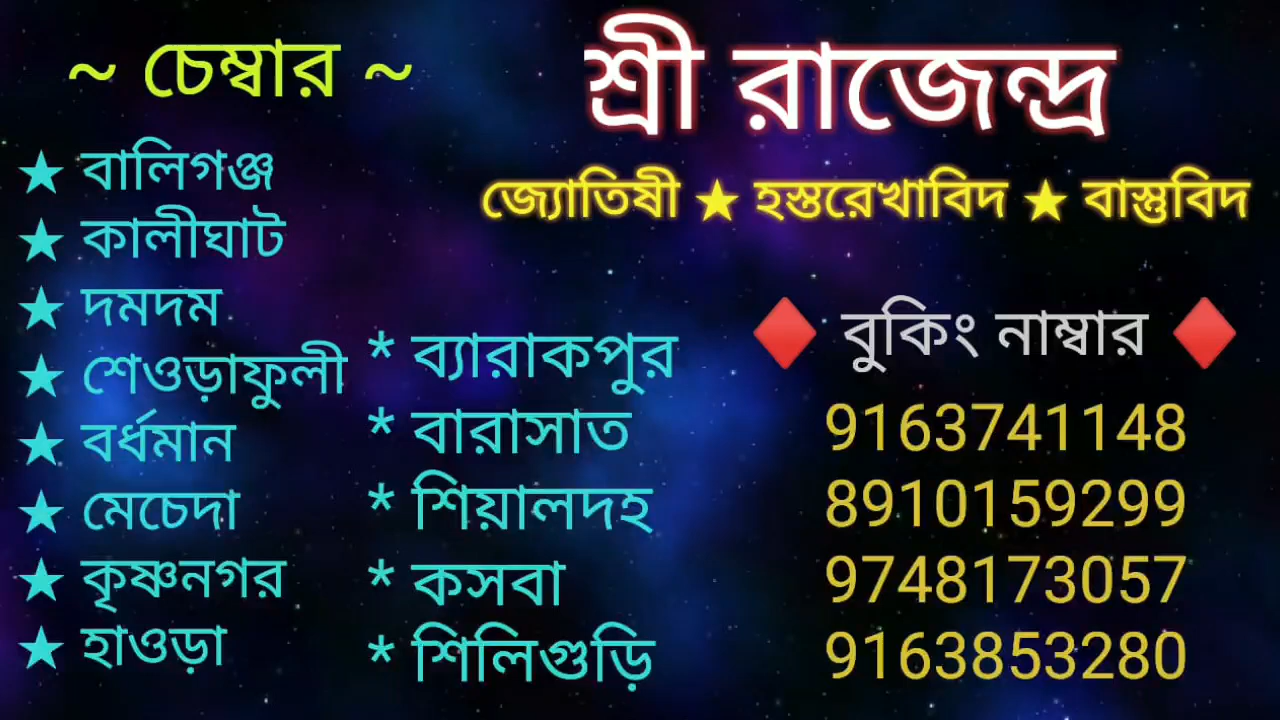 ~ চেম্বার ~
★ বালিগঞ্জ
★ কালীঘাট
★ দমদম
★ শেওড়াফুলী
★ বর্ধমান
★ মেচেদা
★ কৃষ্ণনগর
★ হাওড়া
* ব্যারাকপুর
* বারাসাত
* শিয়ালদহ
* কসবা
* শিলিগুড়ি
শ্রী রাজেন্দ্র
জ্যোতিষী ★ হস্তরেখাবিদ ★ বাস্তুবিদ
♦ বুকিং নাম্বার ♦
9163741148
8910159299
9748173057
9163853280